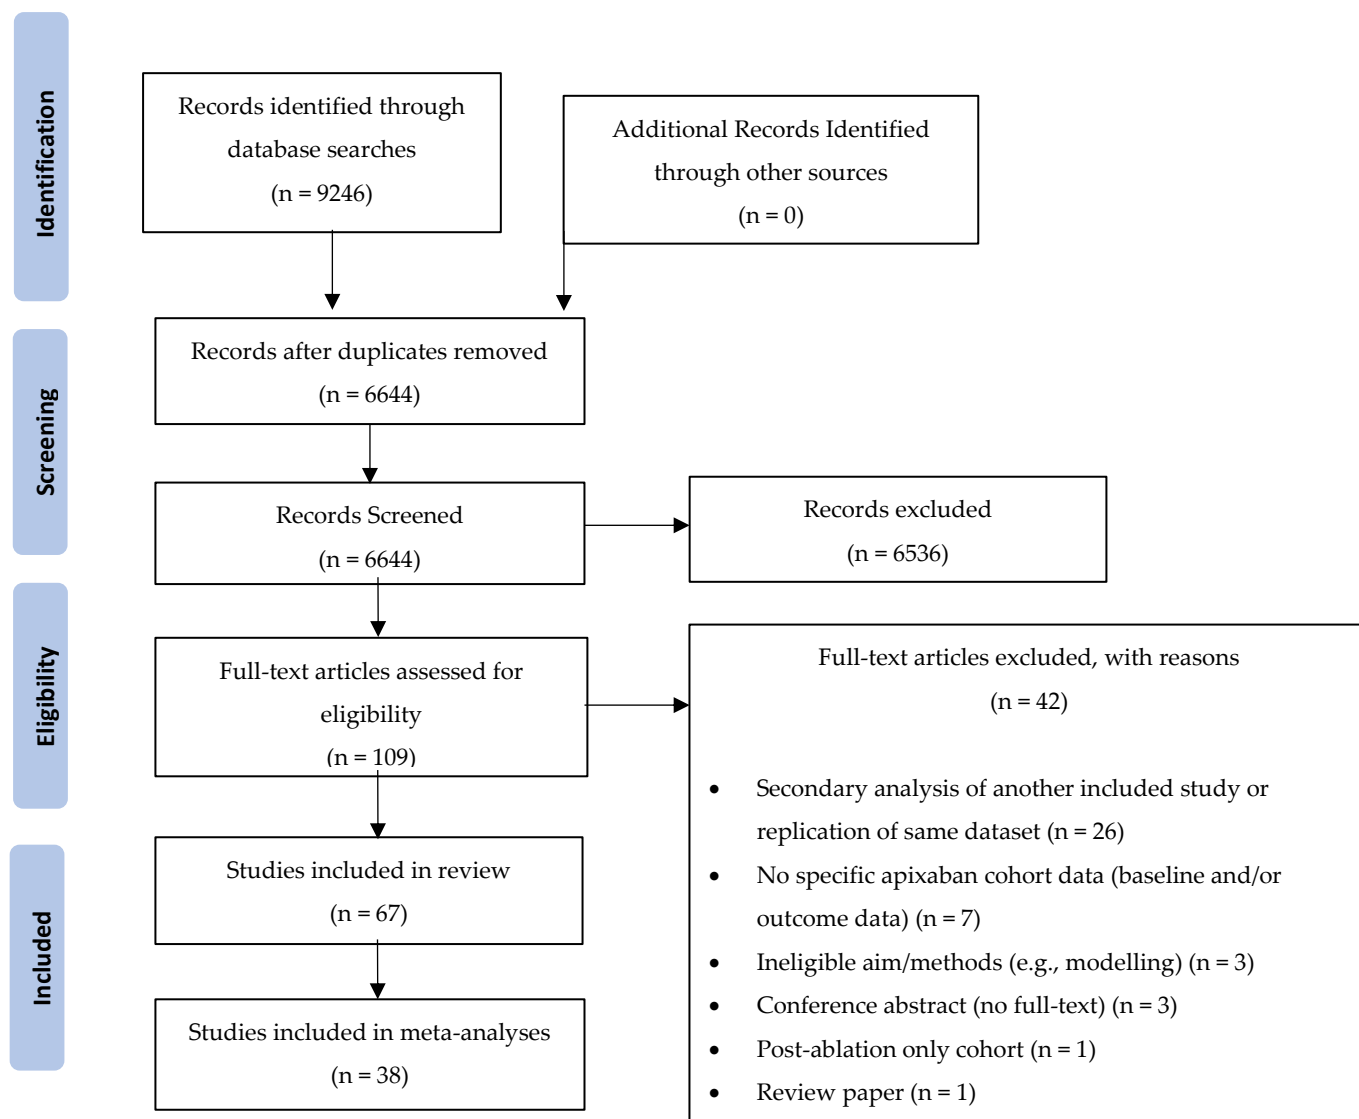 Identification
Records identified through
database searches
(n = 9246)
Additional Records Identified
through other sources
(n = 0)
Screening
Records after duplicates removed
(n = 6644)
Records Screened
(n = 6644)
Records excluded
(n = 6536)
Eligibility
Full-text articles assessed for
eligibility
(n = 109)
Full-text articles excluded, with reasons
(n = 42)
• Secondary analysis of another included study or
replication of same dataset (n = 26)
• No specific apixaban cohort data (baseline and/or
outcome data) (n = 7)
• Ineligible aim/methods (e.g., modelling) (n = 3)
• Conference abstract (no full-text) (n = 3)
• Post-ablation only cohort (n = 1)
• Review paper (n = 1)
Included
Studies included in review
(n = 67)
Studies included in meta-analyses
(n = 38)